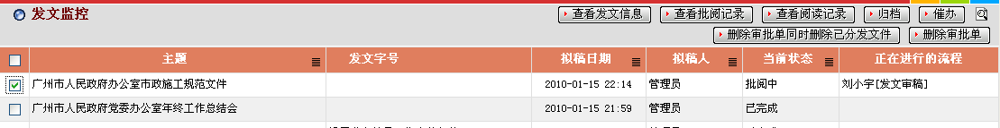 发文监控
查看发文信息 查看批阅记录 查看阅读记录 归档 催办
删除审批单同时删除已分发文件 删除审批单
主题 发文字号 拟稿日期 拟稿人 当前状态 正在进行的流程
广州市人民政府办公室市政施工规范文件 2010-01-15 22:14 管理员 批阅中 刘小宇[发文审稿]
广州市人民政府党委办公室年终工作总结会 2010-01-15 21:59 管理员 已完成